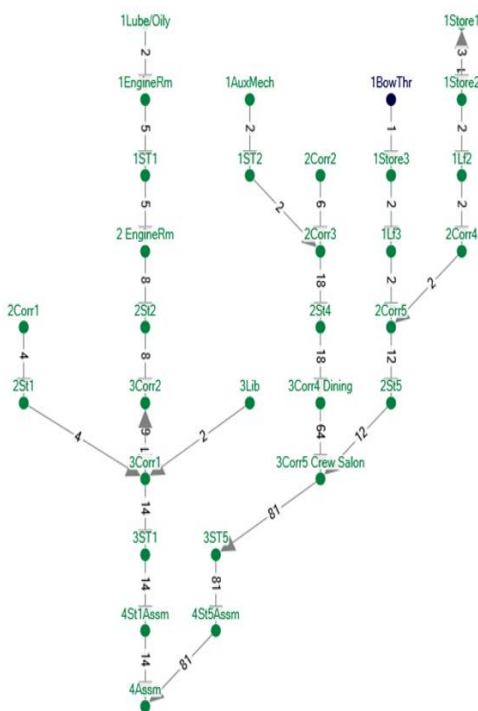 1Lube/Oily 1Store1
2 3 1
1EngineRm 1AuxMech 1BowThr 1Store2
5 2 1 2
1ST1 1ST2 2Corr2 1Store3 1Lf2
5 2 6 2 2
2 EngineRm 2Corr3 1Lf3 2Corr4
8 18 2 2
2Corr1 2St2 2St4 2Corr5
4 8 18 12
2St1 3Corr2 3Lib 3Corr4 Dining 2St5
4 9 1 2 64 12
3Corr1 3Corr5 Crew Salon
14 81
3ST1 3ST5
14 81
4St1Assm 4St5Assm
14 81
4Assm